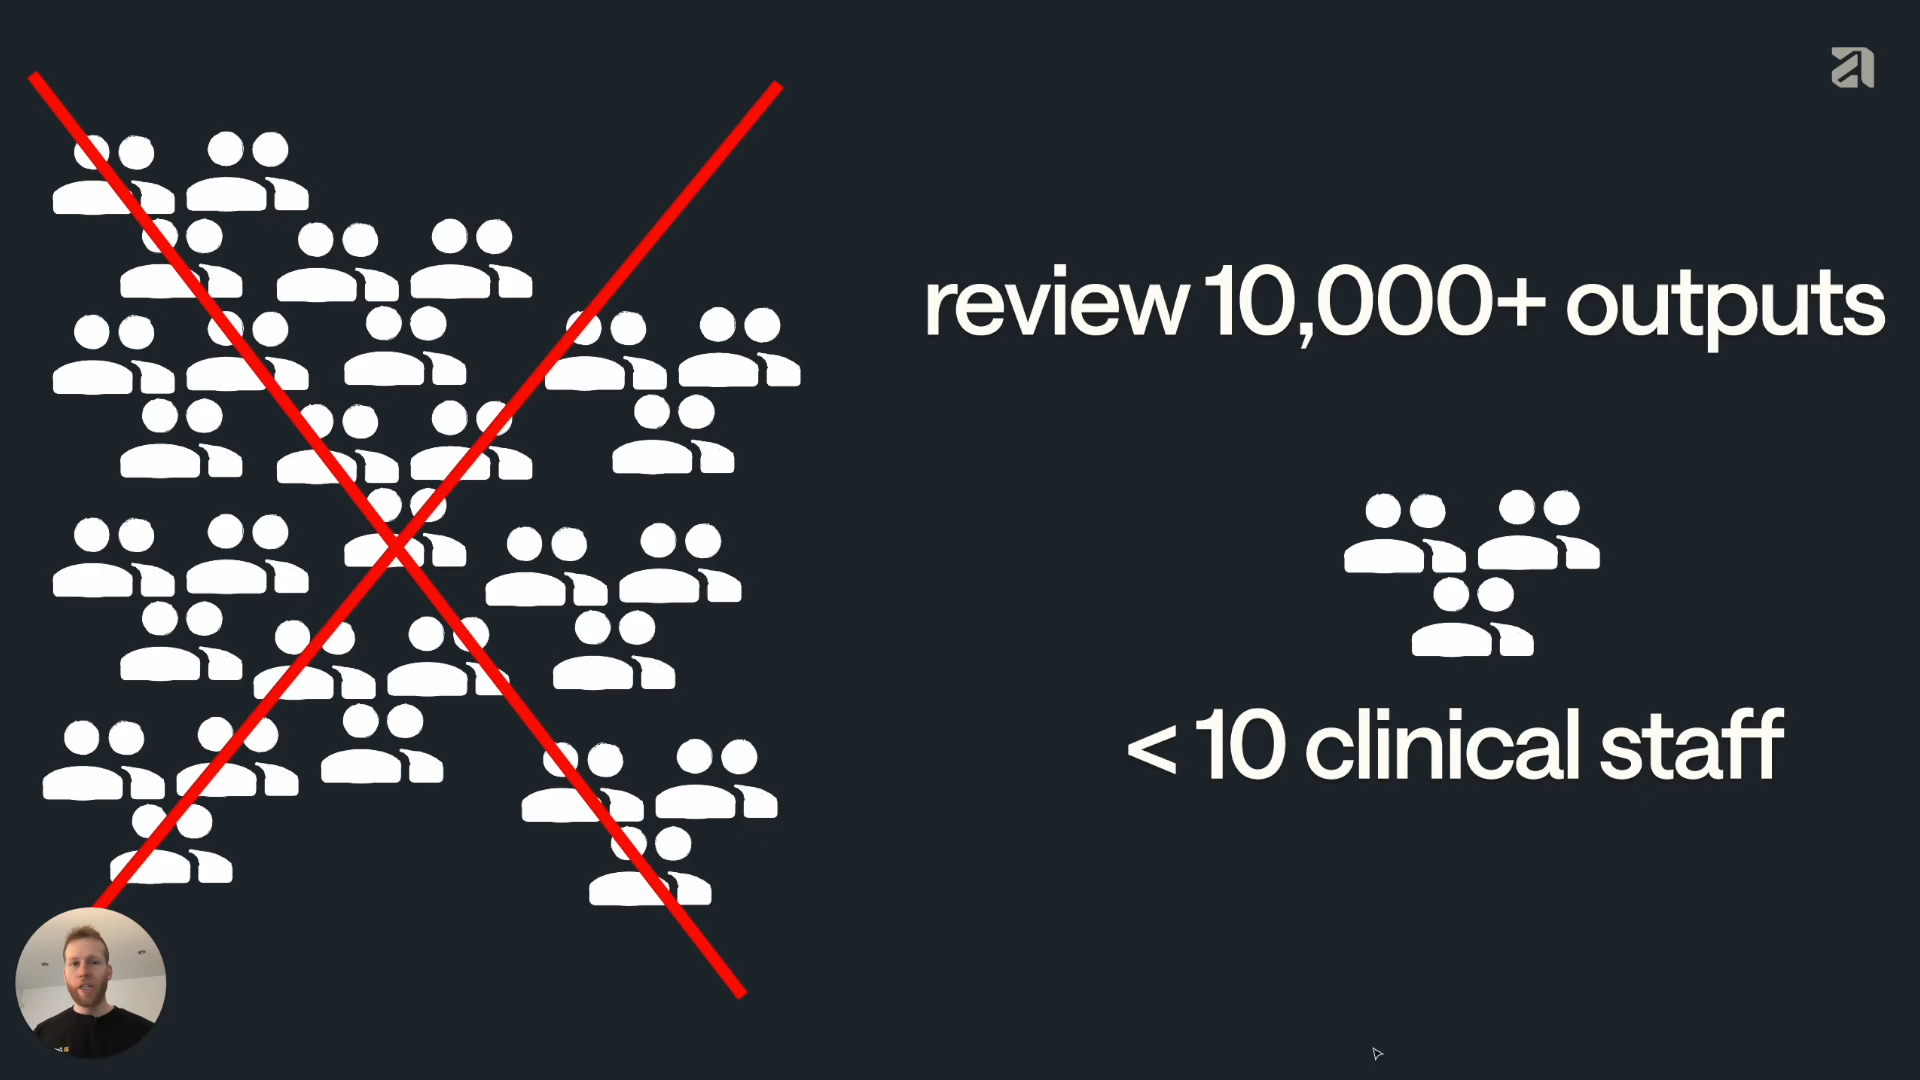 review 10,000+ outputs
< 10 clinical staff